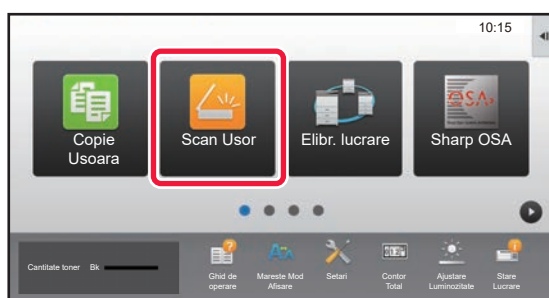 10:15
Copie
Usoara
Scan Usor
Elibr. lucrare
OSA
Sharp OSA
Cantitate toner Bk
Ghid de
operare
Mareste Mod
Afisare
Setari
Contor
Total
Ajustare
Luminozitate
Stare
Lucrare